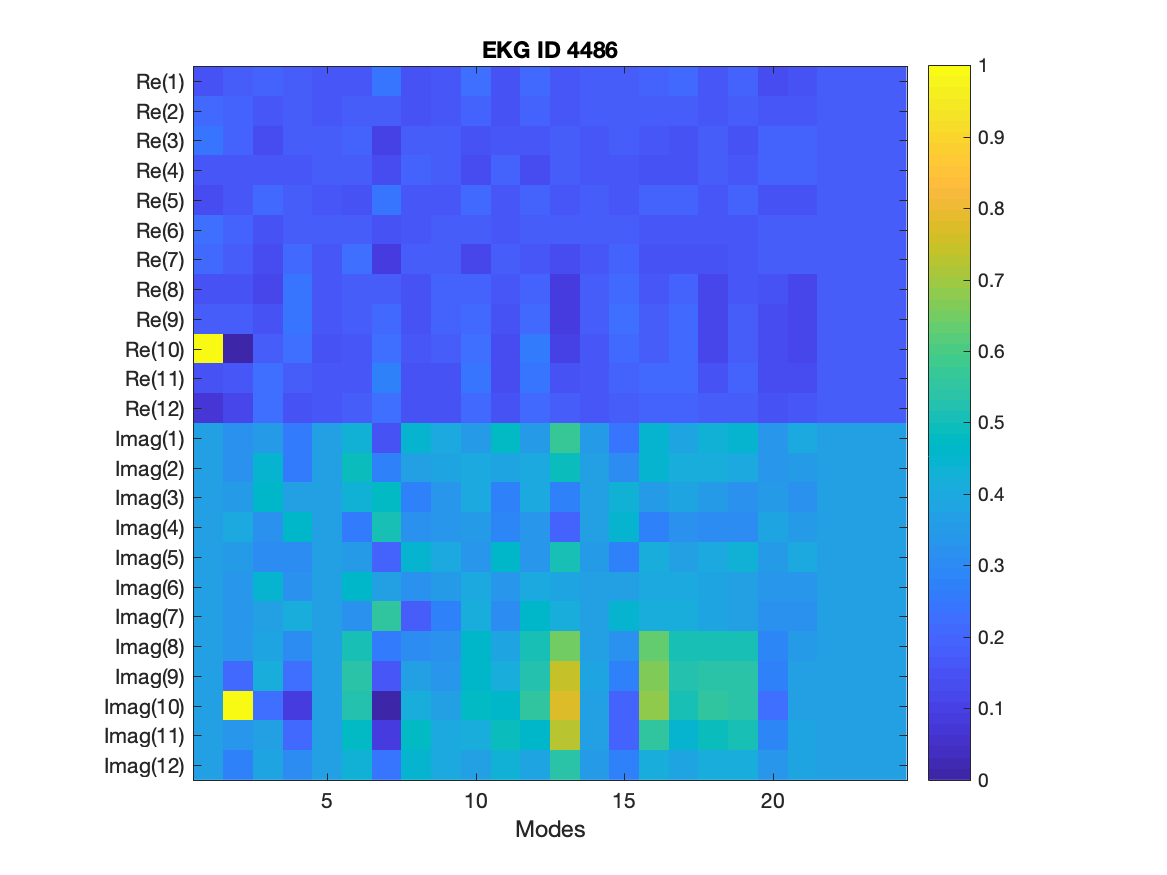 EKG ID 4486
Re(1)
Re(2)
Re(3)
Re(4)
Re(5)
Re(6)
Re(7)
Re(8)
Re(9)
Re(10)
Re(11)
Re(12)
Imag(1)
Imag(2)
Imag(3)
Imag(4)
Imag(5)
Imag(6)
Imag(7)
Imag(8)
Imag(9)
Imag(10)
Imag(11)
Imag(12)
5 10 15 20
Modes
1
0.9
0.8
0.7
0.6
0.5
0.4
0.3
0.2
0.1
0